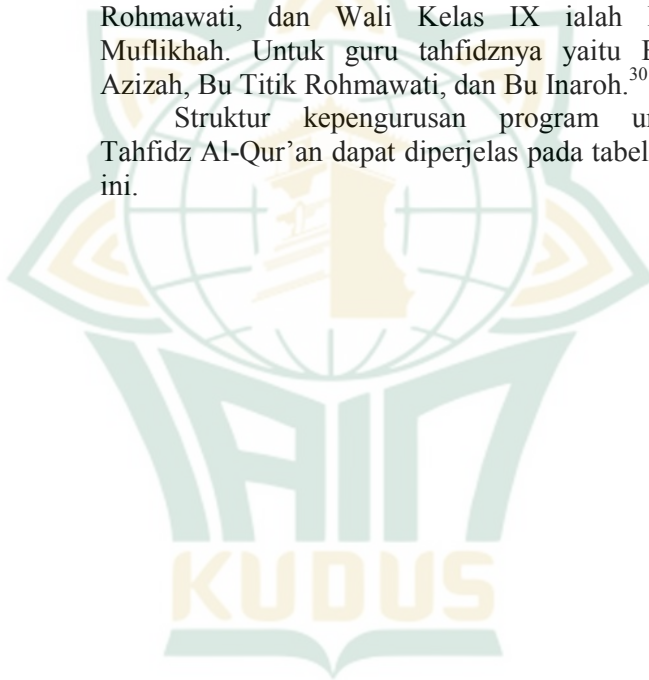 Rohmawati, dan Wali Kelas IX ialah
Muflikhah. Untuk guru tahfidznya yaitu
Azizah, Bu Titik Rohmawati, dan Bu Inaroh.30
Struktur kepengurusan program
Tahfidz Al-Qur’an dapat diperjelas pada tabel
ini.
IAIN
KUDUS